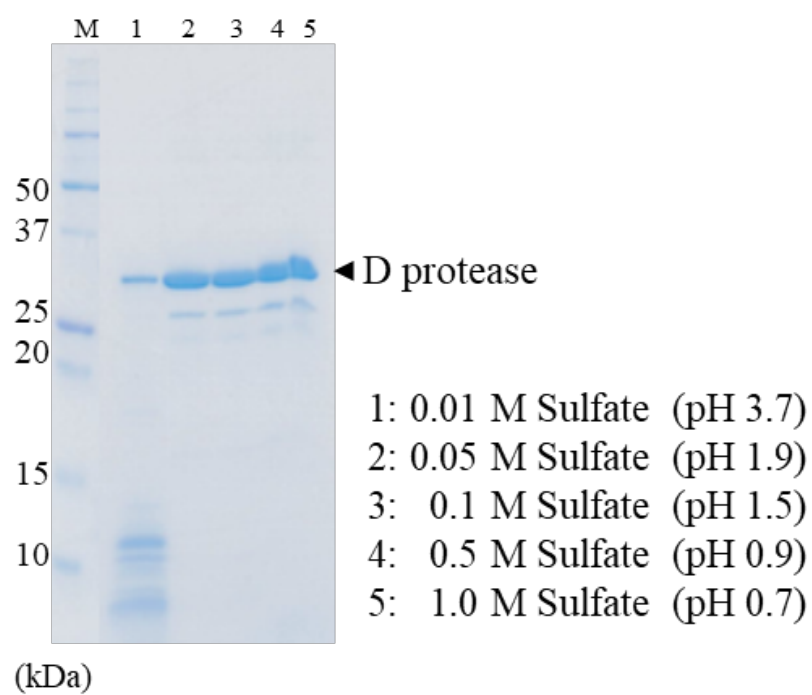 M 1 2 3 4 5
50
37
◄ D protease
25
20
1: 0.01 M Sulfate (pH 3.7)
2: 0.05 M Sulfate (pH 1.9)
15
3: 0.1 M Sulfate (pH 1.5)
10
4: 0.5 M Sulfate (pH 0.9)
5: 1.0 M Sulfate (pH 0.7)
(kDa)